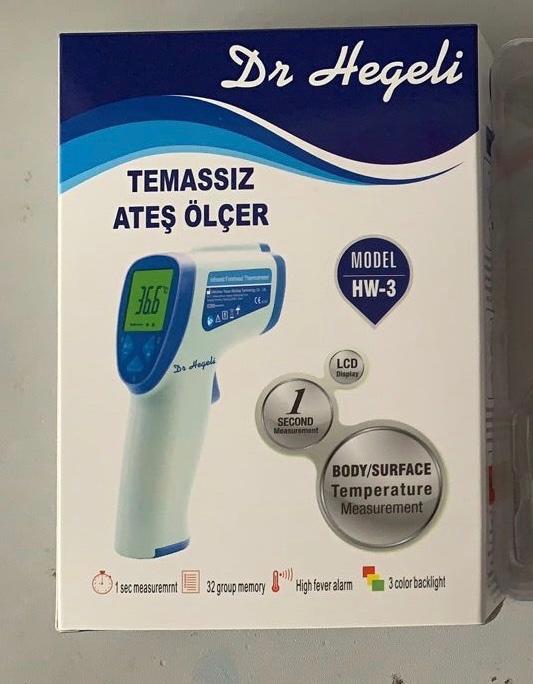 Dr Hegeli
TEMASSIZ
ATEŞ ÖLÇER
MODEL
HW-3
Infrared Forehead Thermometer
36.6
°C
Dr Hegeli
LCD
Display
1
SECOND
Measurement
BODY/SURFACE
Temperature
Measurement
1 sec measuremrnt
32 group memory
High fever alarm
3 color backlight